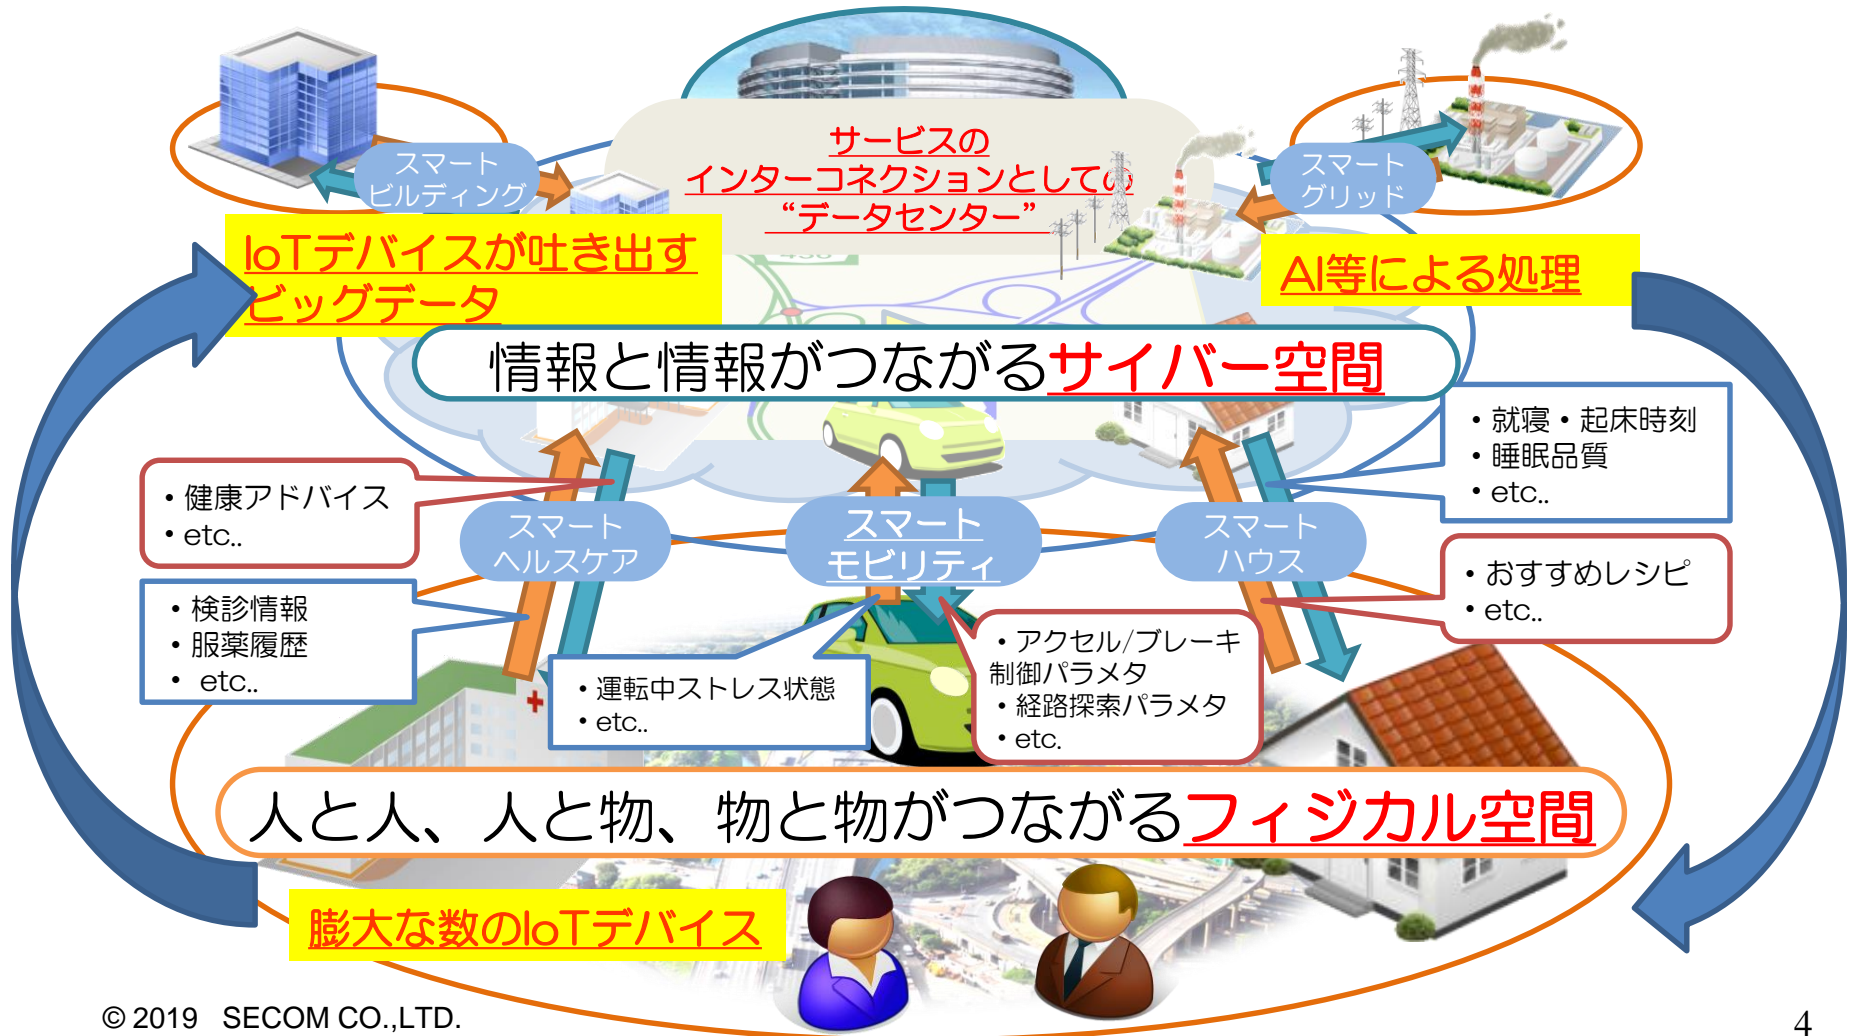 サービスの
インターコネクションとしての
“データセンター”
スマート
ビルディング
スマート
グリッド
IoTデバイスが吐き出す
ビッグデータ
AI等による処理
情報と情報がつながるサイバー空間
・就寝・起床時刻
・睡眠品質
・etc..
・健康アドバイス
・etc..
スマート
ヘルスケア
スマート
モビリティ
スマート
ハウス
・おすすめレシピ
・etc..
・検診情報
・服薬履歴
・ etc..
・運転中ストレス状態
・etc..
・アクセル/ブレーキ
制御パラメタ
・経路探索パラメタ
・etc.
人と人、人と物、物と物がつながるフィジカル空間
膨大な数のIoTデバイス
© 2019 SECOM CO.,LTD.
4